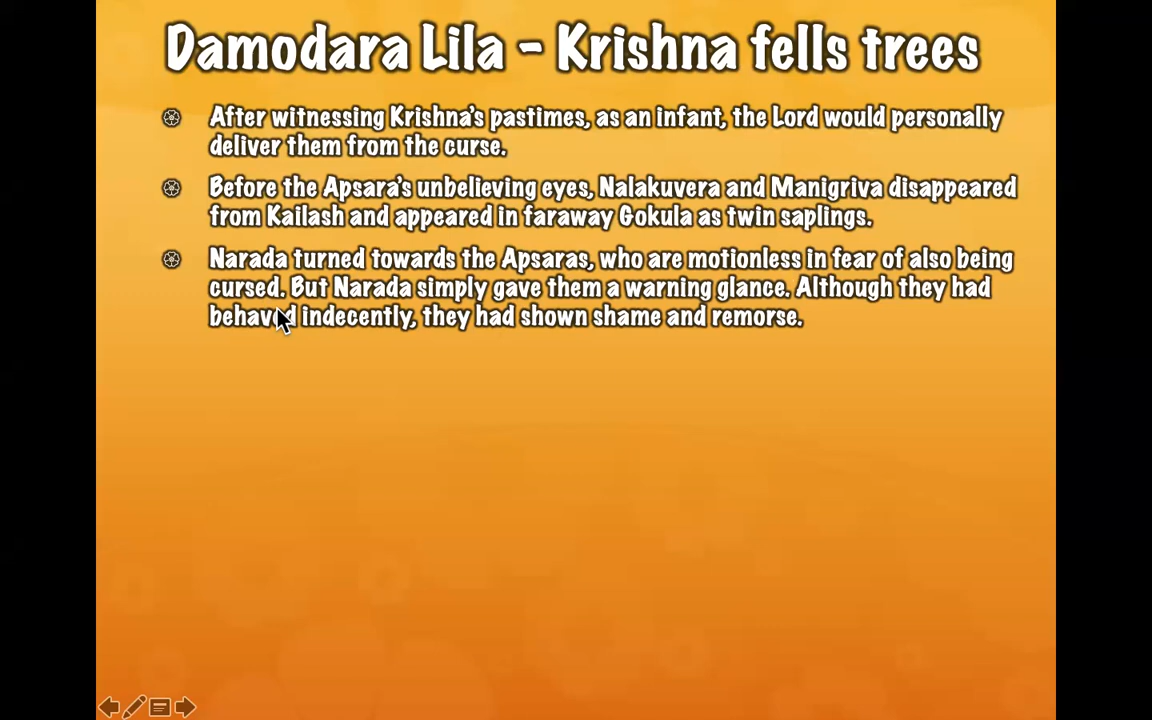 Damodara Lila - Krishna fells trees
After witnessing Krishna's pastimes, as an infant, the Lord would personally
deliver them from the curse.
Before the Apsara's unbelieving eyes, Nalakuvera and Manigriva disappeared
from Kailash and appeared in faraway Gokula as twin saplings.
Narada turned towards the Apsaras, who are motionless in fear of also being
cursed. But Narada simply gave them a warning glance. Although they had
behaved indecently, they had shown shame and remorse.